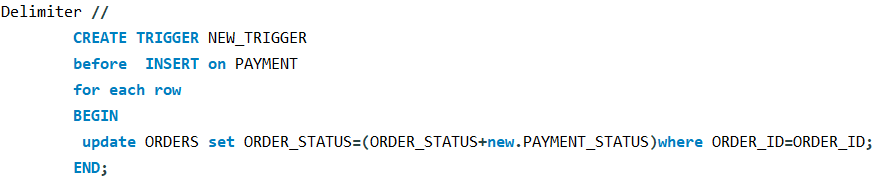 Delimiter //
CREATE TRIGGER NEW_TRIGGER
before  INSERT on PAYMENT
for each row
BEGIN
update ORDERS set ORDER_STATUS=(ORDER_STATUS+new.PAYMENT_STATUS)where ORDER_ID=ORDER_ID;
END;